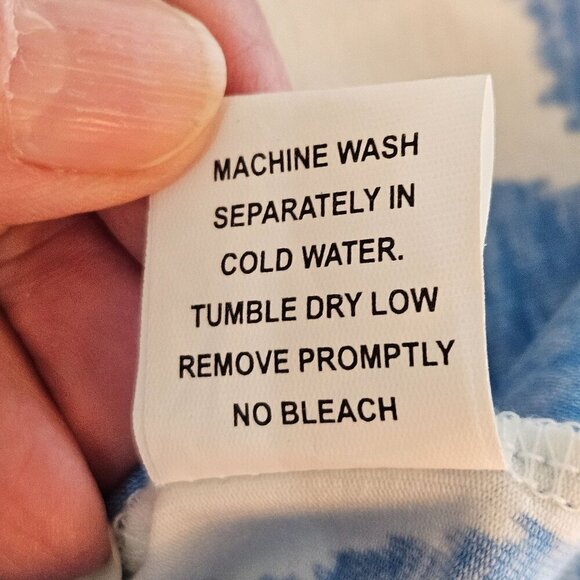 MACHINE WASH
SEPARATELY IN
COLD WATER.
TUMBLE DRY LOW
REMOVE PROMPTLY
NO BLEACH